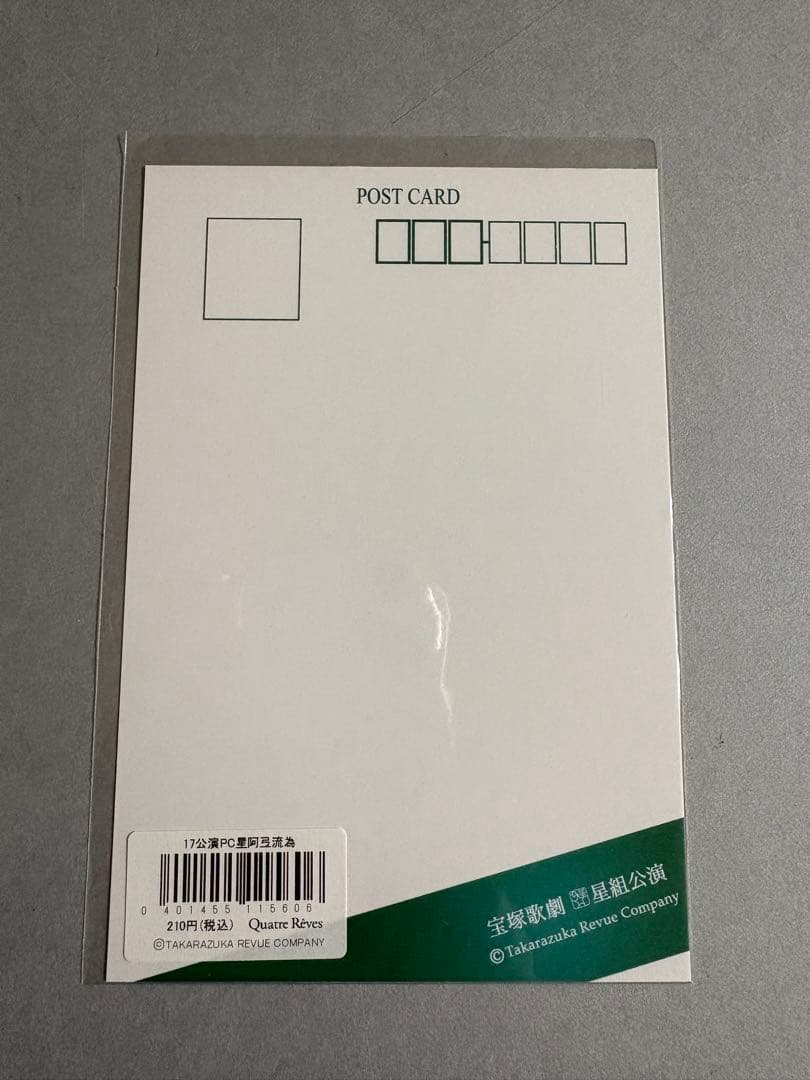 POST CARD
17公演PC星阿弖流為
0 401455 115606
210円(税込) Quatre Rêves
©TAKARAZUKA REVUE COMPANY
宝塚歌劇 星組公演
©Takarazuka Revue Company